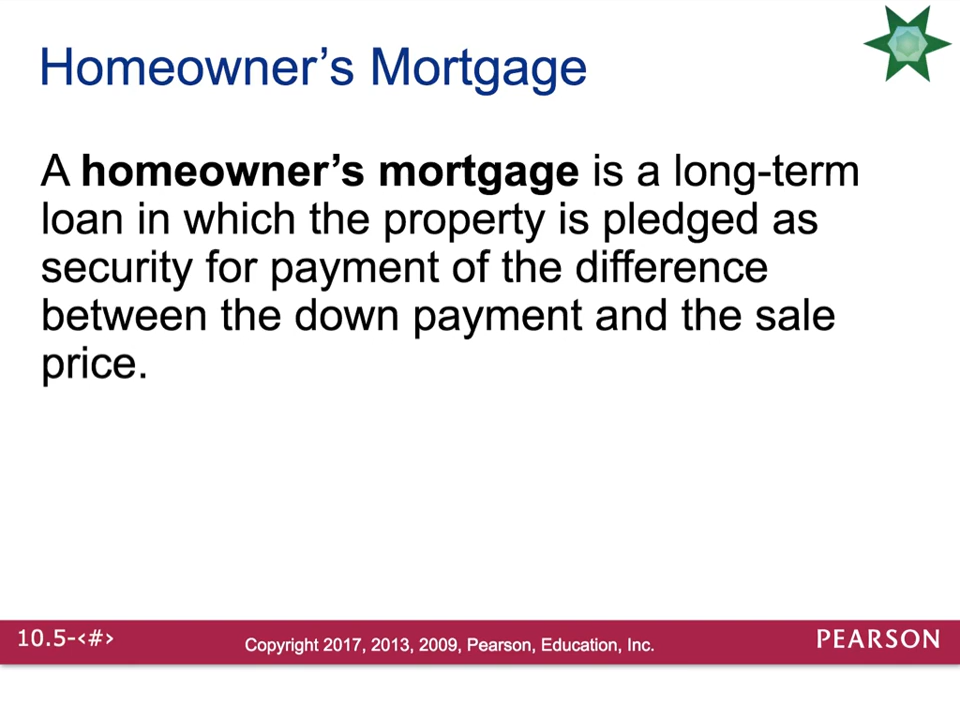 Homeowner’s Mortgage
A homeowner’s mortgage is a long-term
loan in which the property is pledged as
security for payment of the difference
between the down payment and the sale
price.
10.5-‹#›
Copyright 2017, 2013, 2009, Pearson, Education, Inc.
PEARSON